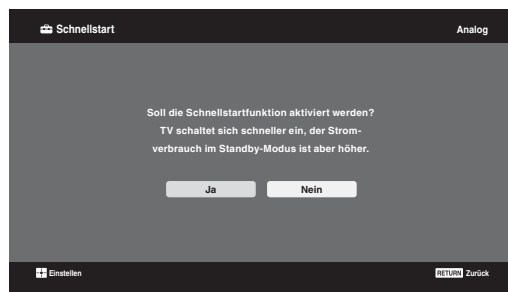 Schnellstart
Analog
Soll die Schnellstartfunktion aktiviert werden?
TV schaltet sich schneller ein, der Strom-
verbrauch im Standby-Modus ist aber höher.
Ja
Nein
Einstellen
RETURN Zurück